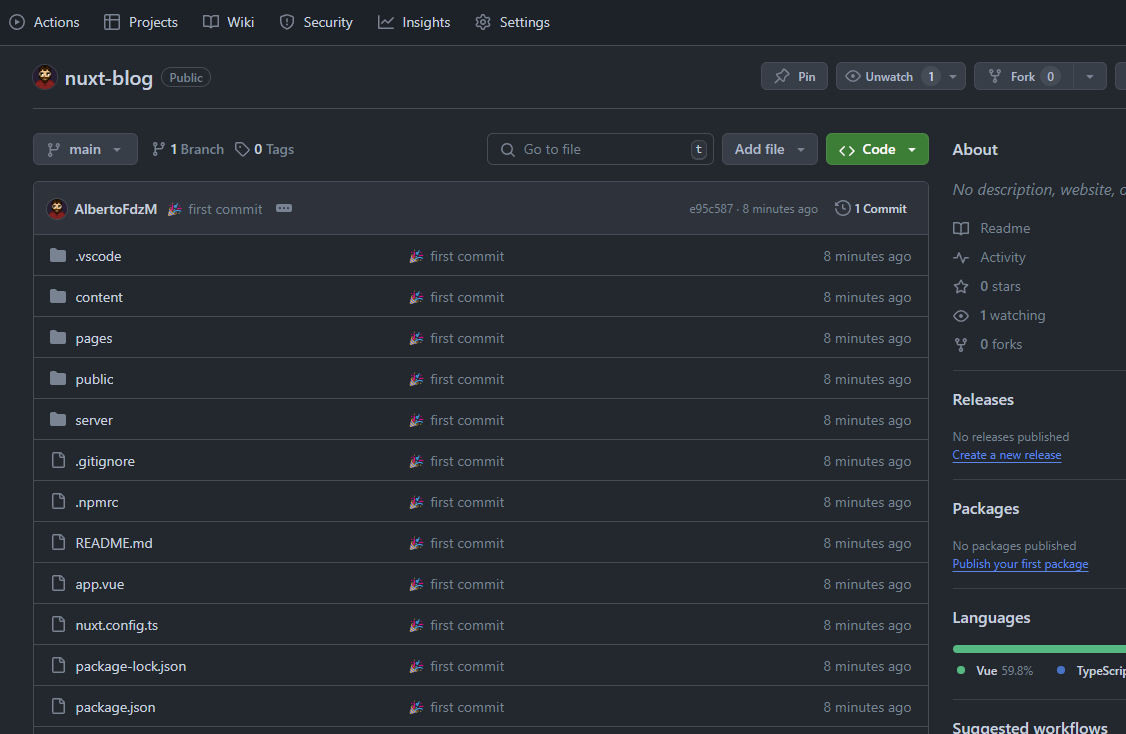 Actions Projects Wiki Security Insights Settings
nuxt-blog Public Pin Unwatch 1 Fork 0
main 1 Branch 0 Tags Go to file t Add file Code
AlbertoFdzM first commit e95c587 · 8 minutes ago 1 Commit
.vscode first commit 8 minutes ago
content first commit 8 minutes ago
pages first commit 8 minutes ago
public first commit 8 minutes ago
server first commit 8 minutes ago
.gitignore first commit 8 minutes ago
.npmrc first commit 8 minutes ago
README.md first commit 8 minutes ago
app.vue first commit 8 minutes ago
nuxt.config.ts first commit 8 minutes ago
package-lock.json first commit 8 minutes ago
package.json first commit 8 minutes ago
About
No description, website,
Readme
Activity
0 stars
1 watching
0 forks
Releases
No releases published
Create a new release
Packages
No packages published
Publish your first package
Languages
Vue 59.8% TypeScrip
Suggested workflows